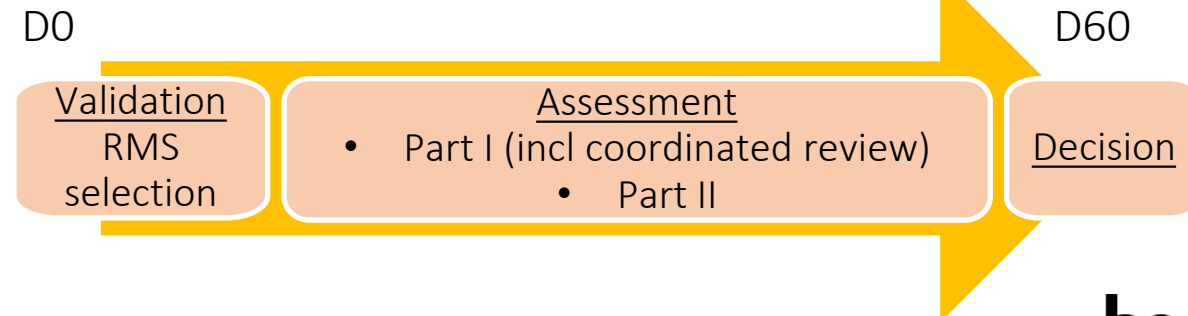 D0
D60
Validation
RMS
selection
Assessment
• Part I (incl coordinated review)
• Part II
Decision